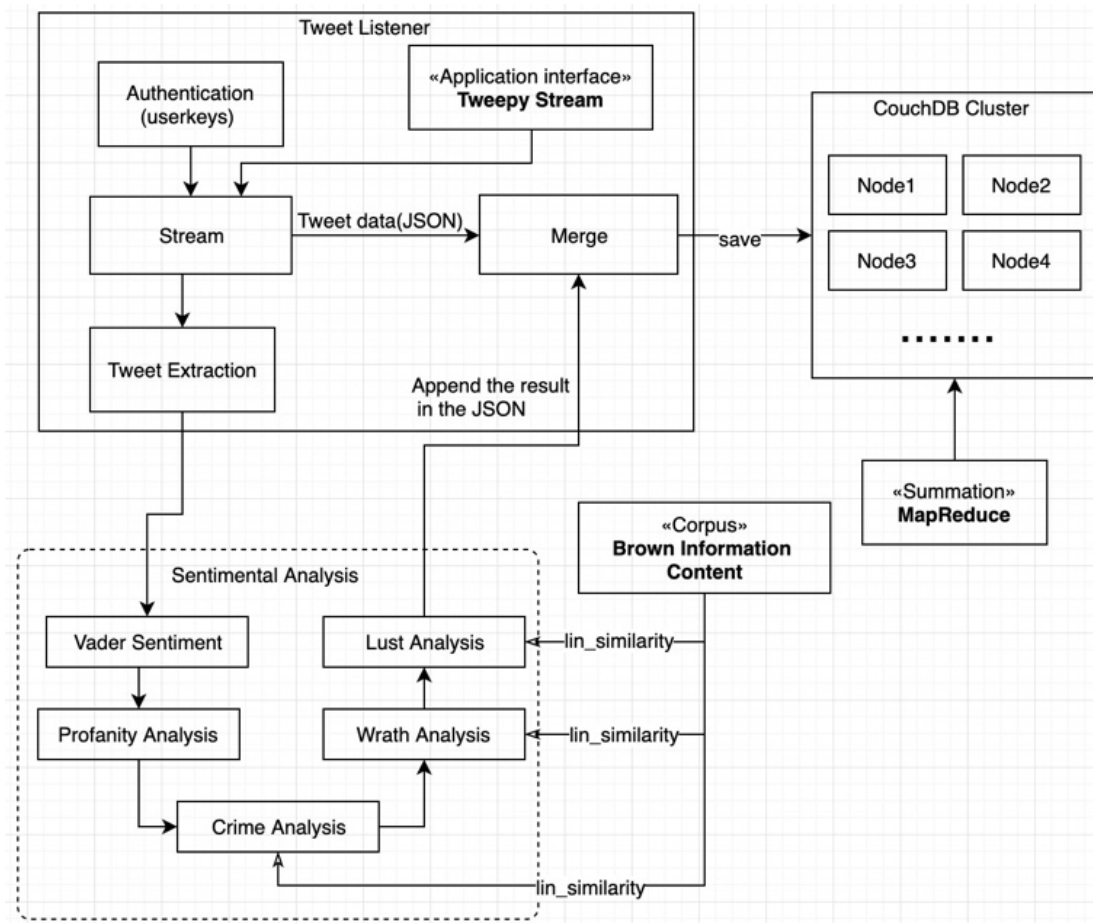 Tweet Listener
Authentication
(userkeys)
«Application interface»
Tweepy Stream
Stream
Tweet data(JSON)
Merge
save
CouchDB Cluster
Node1
Node2
Node3
Node4
.......
Tweet Extraction
Append the result
in the JSON
«Summation»
MapReduce
«Corpus»
Brown Information
Content
Sentimental Analysis
Vader Sentiment
Lust Analysis
lin_similarity
Profanity Analysis
Wrath Analysis
lin_similarity
Crime Analysis
lin_similarity